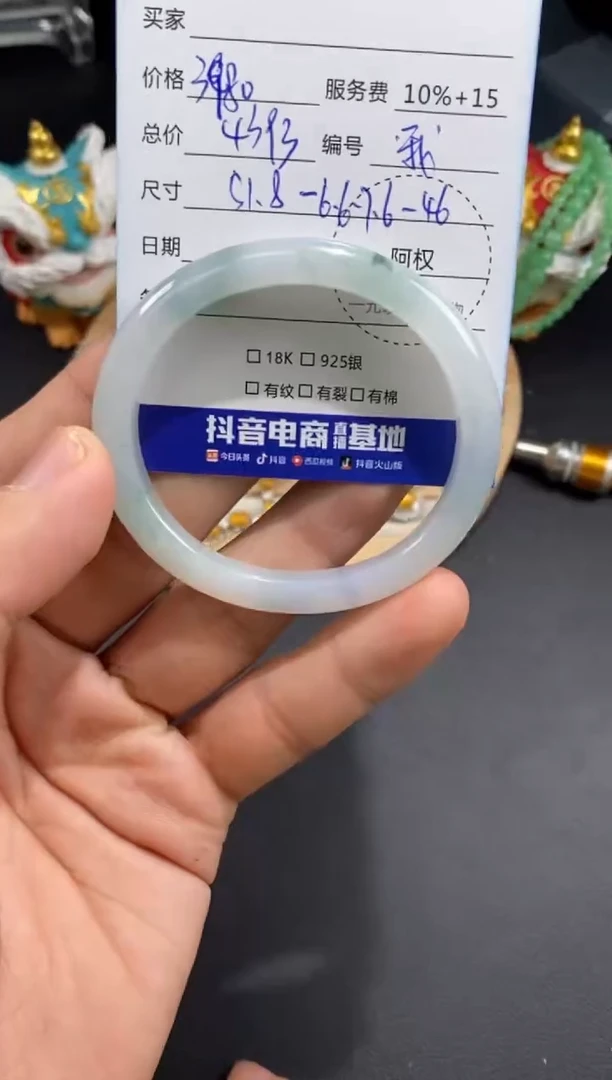 买家
价格 3980 服务费 10%+15
总价 4393 编号
尺寸 51.8-6.6-7.6-46
日期 阿权
□ 18K □ 925银
□ 有纹 □ 有裂 □ 有棉
抖音电商直播基地
今日头条 抖音 西瓜视频 抖音火山版